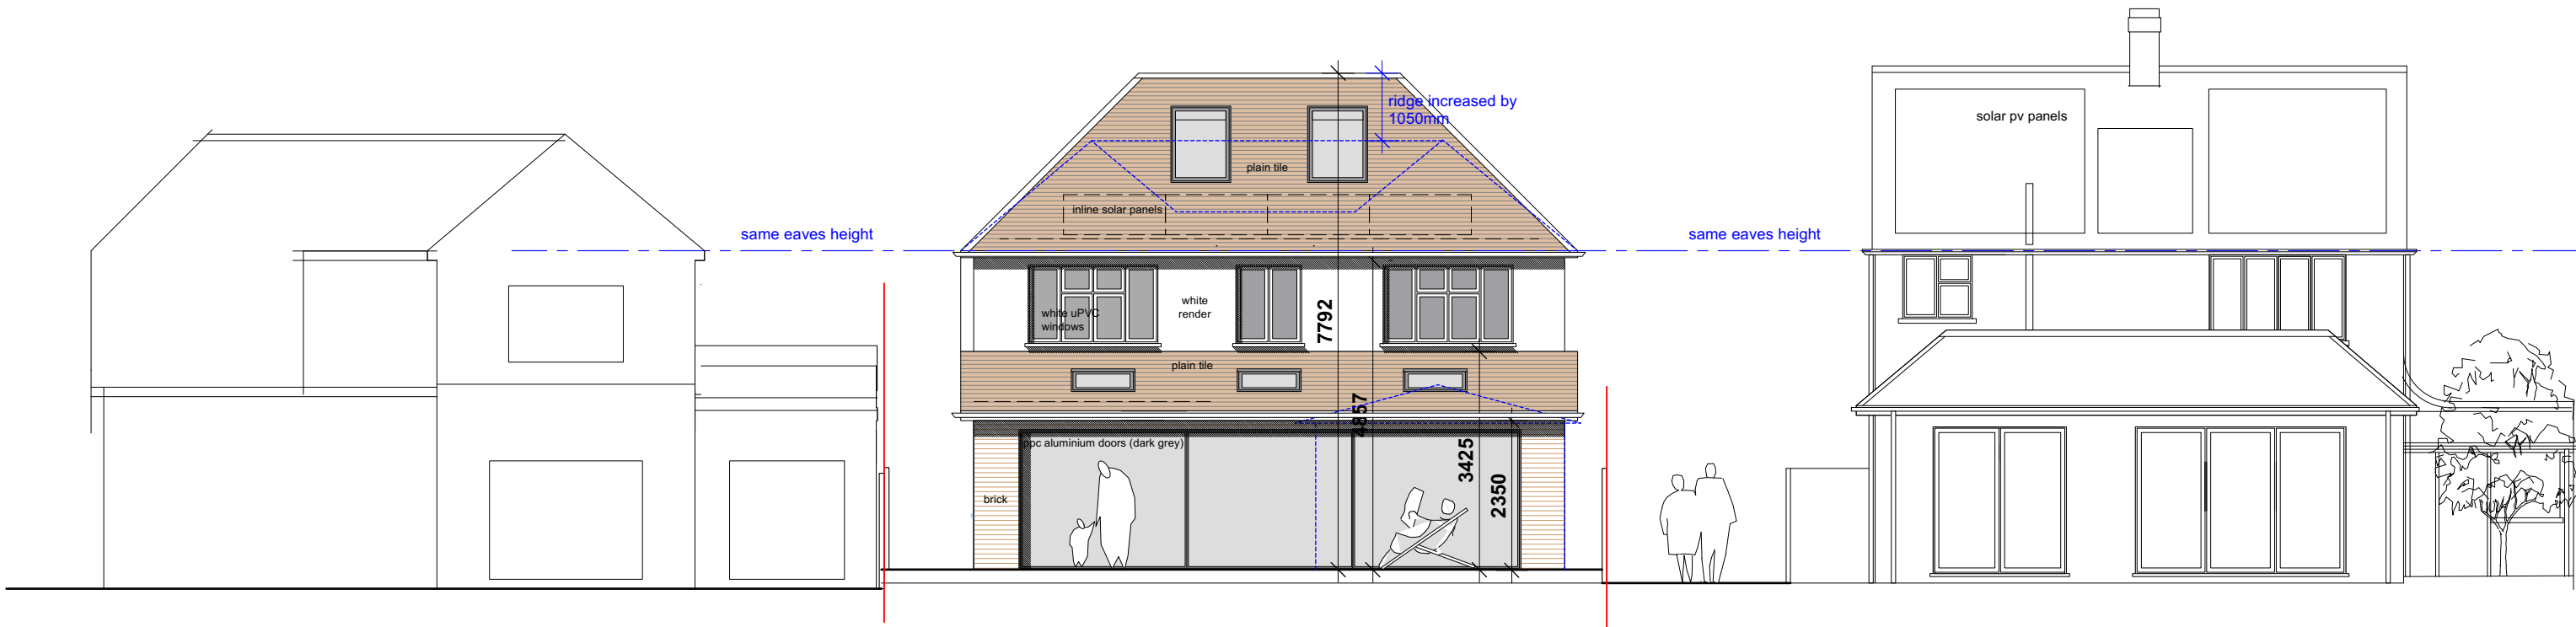 ridge increased by
1050mm
solar pv panels
plain tile
inline solar panels
same eaves height
same eaves height
white
render
white uPVC
windows
7792
plain tile
4857
ppc aluminium doors (dark grey)
3425
2350
brick